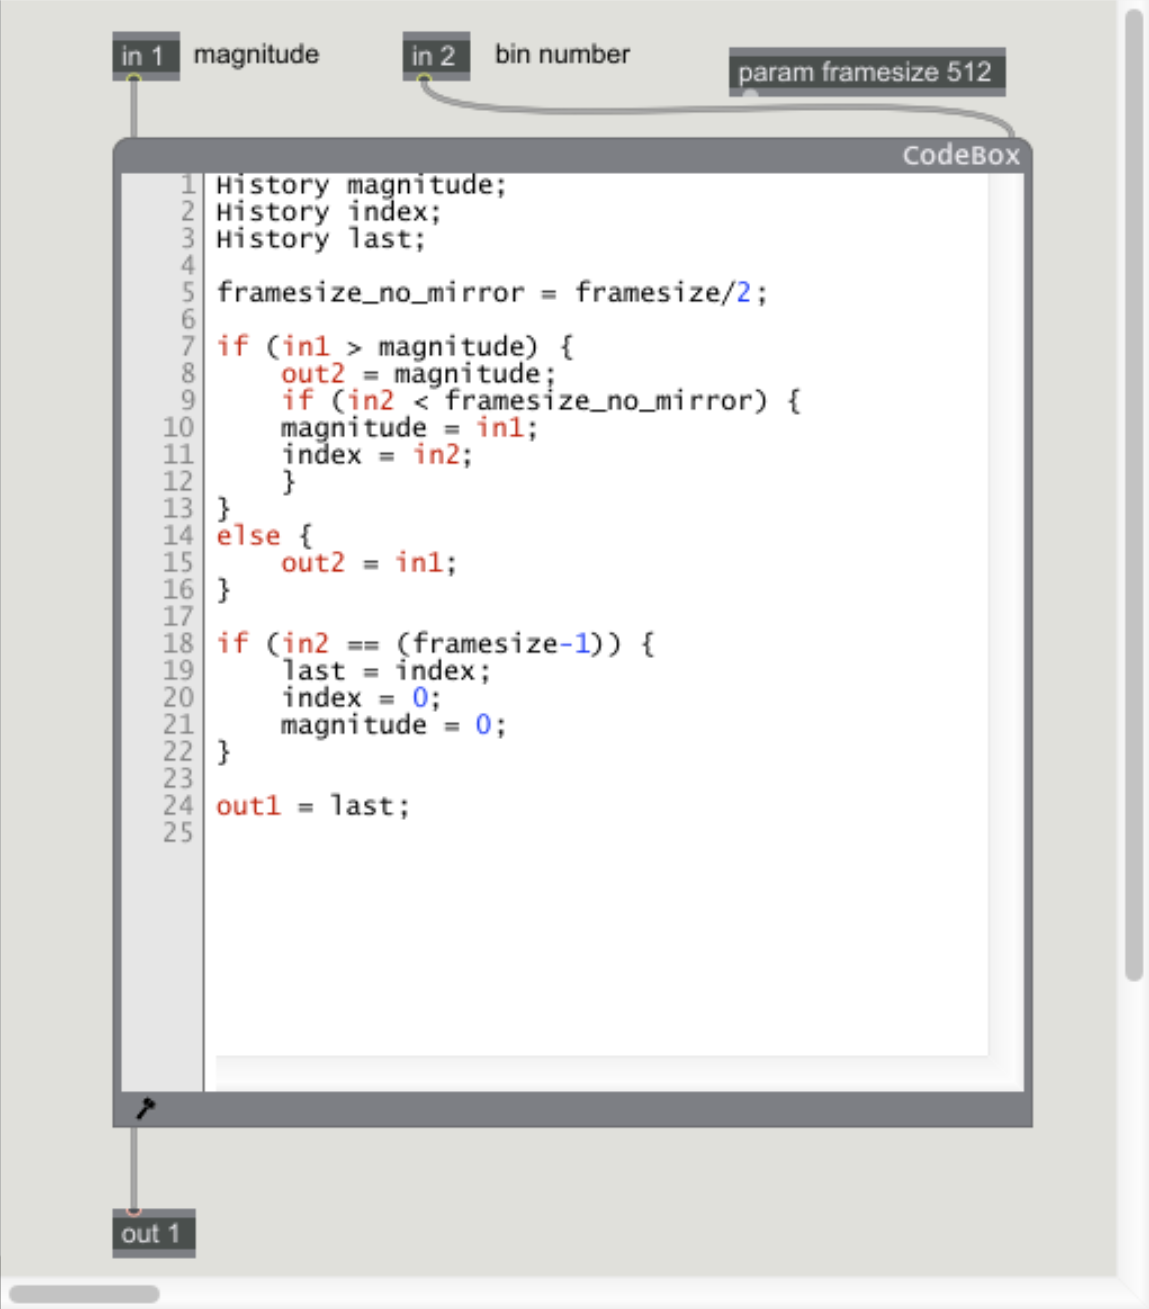 in 1 magnitude in 2 bin number param framesize 512
CodeBox
1 History magnitude;
2 History index;
3 History last;
4
5 framesize_no_mirror = framesize/2;
6
7 if (in1 > magnitude) {
8     out2 = magnitude;
9     if (in2 < framesize_no_mirror) {
10     magnitude = in1;
11     index = in2;
12     }
13 }
14 else {
15     out2 = in1;
16 }
17
18 if (in2 == (framesize-1)) {
19     last = index;
20     index = 0;
21     magnitude = 0;
22 }
23
24 out1 = last;
25
out 1